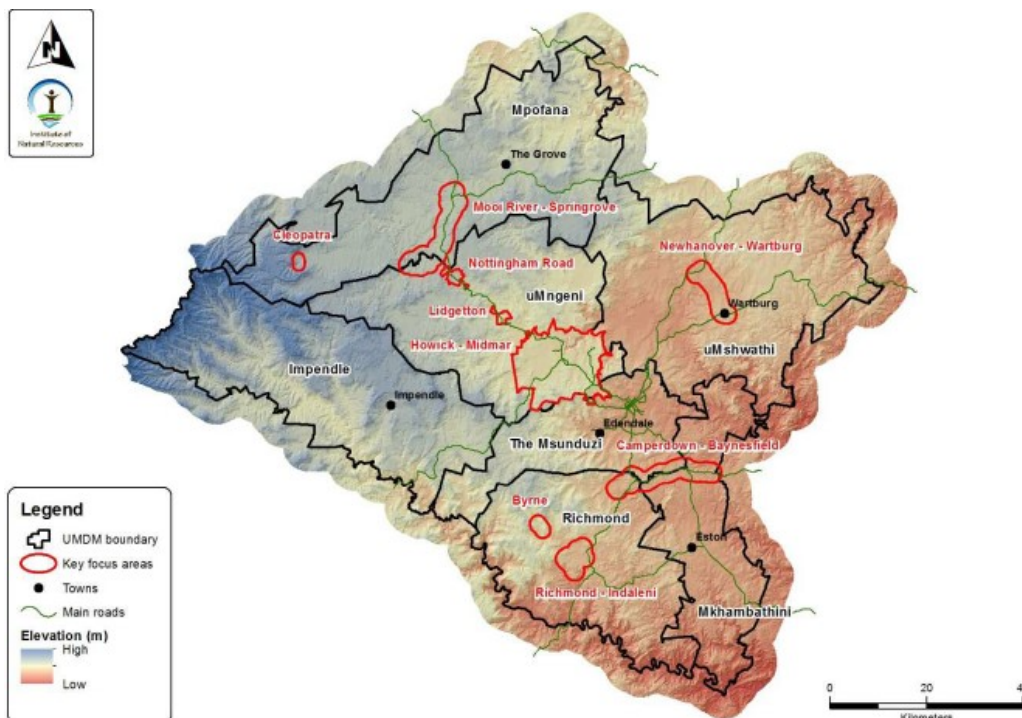 N
Institute of
Natural Resources
Mpofana
The Grove
Mooi River - Springrove
Cleopatra
Newhanover - Wartburg
Nottingham Road
uMngeni
Lidgetton
Wartburg
Howick - Midmar
uMshwathi
Impendle
Impendle
Edendale
The Msunduzi
Camperdown - Baynesfield
Byrne
Richmond
Eston
Richmond - Indaleni
Mkhambathini
Legend
UMDM boundary
Key focus areas
Towns
Main roads
Elevation (m)
High
Low
0 20 4
Kilometers